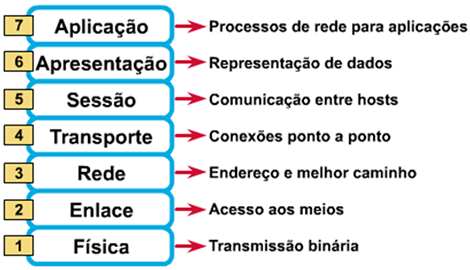 7 Aplicação Processos de rede para aplicações
6 Apresentação Representação de dados
5 Sessão Comunicação entre hosts
4 Transporte Conexões ponto a ponto
3 Rede Endereço e melhor caminho
2 Enlace Acesso aos meios
1 Física Transmissão binária